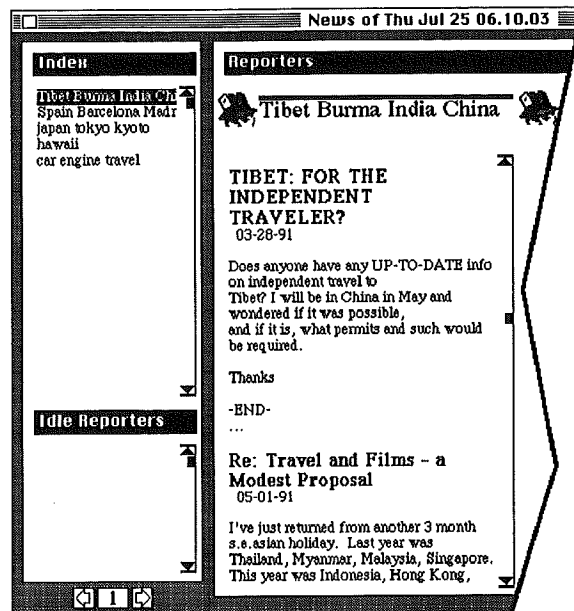 News of Thu Jul 25 06.10.03
Index
Tibet Burma India Ch
Spain Barcelona Madr
japan tokyo kyoto
hawaii
car engine travel
Idle Reporters
1
Reporters
Tibet Burma India China
TIBET: FOR THE
INDEPENDENT
TRAVELER?
03-28-91
Does anyone have any UP-TO-DATE info
on independent travel to
Tibet? I will be in China in May and
wondered if it was possible,
and if it is, what permits and such would
be required.
Thanks
-END-
...
Re: Travel and Films - a
Modest Proposal
05-01-91
I've just returned from another 3 month
s.e.asian holiday. Last year was
Thailand, Myanmar, Malaysia, Singapore.
This year was Indonesia, Hong Kong,